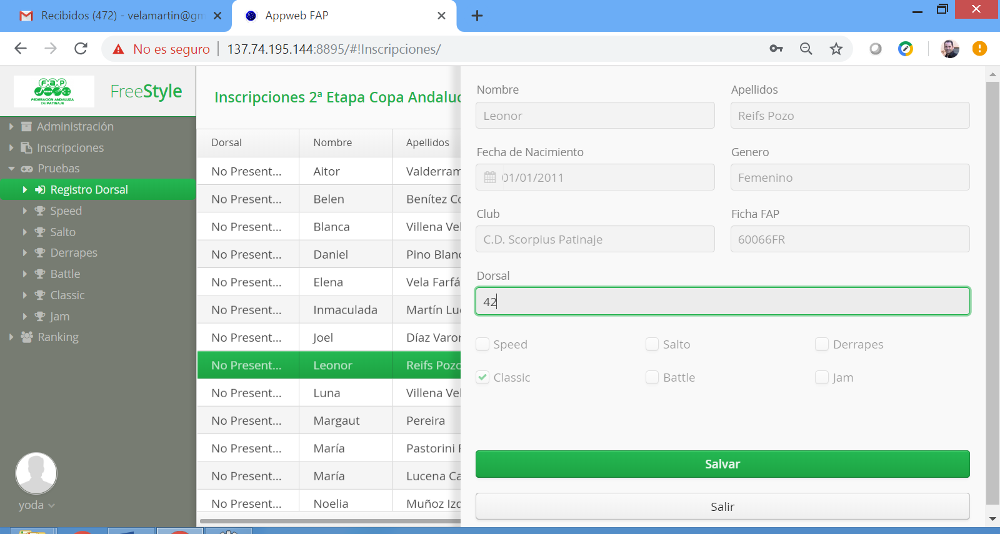 Recibidos (472) - velamartin@gm
Appweb FAP
No es seguro
137.74.195.144:8895/#!Inscripciones/
FaP
FEDERACIÓN ANDALUZA
DE PATINAJE
FreeStyle
Administración
Inscripciones
Pruebas
Registro Dorsal
Speed
Salto
Derrapes
Battle
Classic
Jam
Ranking
yoda
Inscripciones 2ª Etapa Copa Andaluc
Dorsal Nombre Apellidos
No Present... Aitor Valderram
No Present... Belen Benítez Co
No Present... Blanca Villena Vel
No Present... Daniel Pino Blanc
No Present... Elena Vela Farfá
No Present... Inmaculada Martín Luc
No Present... Joel Díaz Varon
No Present... Leonor Reifs Pozo
No Present... Luna Villena Vel
No Present... Margaut Pereira
No Present... María Pastorini
No Present... María Lucena Ca
No Present... Noelia Muñoz Izq
Nombre Apellidos
Leonor Reifs Pozo
Fecha de Nacimiento Genero
01/01/2011 Femenino
Club Ficha FAP
C.D. Scorpius Patinaje 60066FR
Dorsal
42
Speed Salto Derrapes
Classic Battle Jam
Salvar
Salir